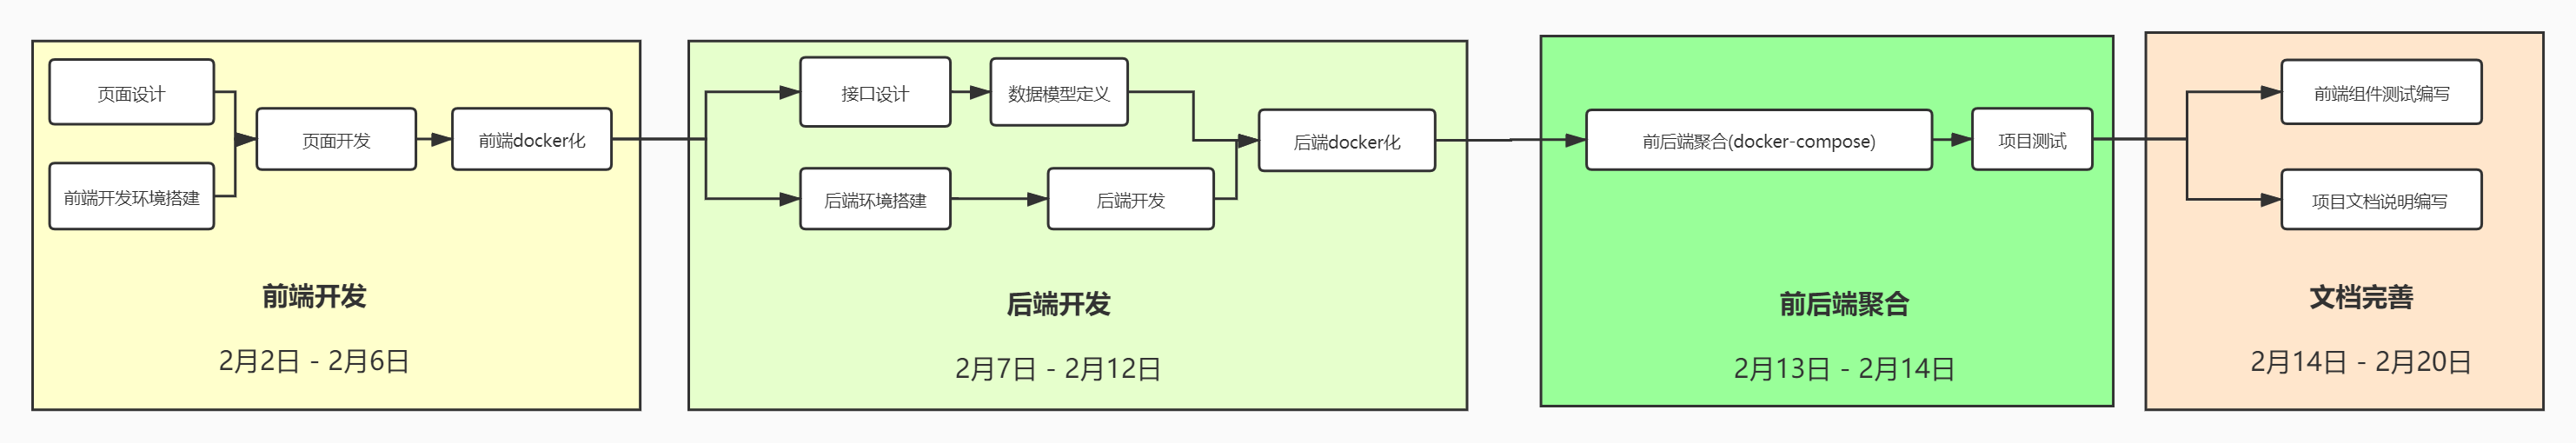 页面设计
前端开发环境搭建
页面开发
前端docker化
前端开发
2月2日 - 2月6日
接口设计
数据模型定义
后端环境搭建
后端开发
后端docker化
后端开发
2月7日 - 2月12日
前后端聚合(docker-compose)
项目测试
前后端聚合
2月13日 - 2月14日
前端组件测试编写
项目文档说明编写
文档完善
2月14日 - 2月20日